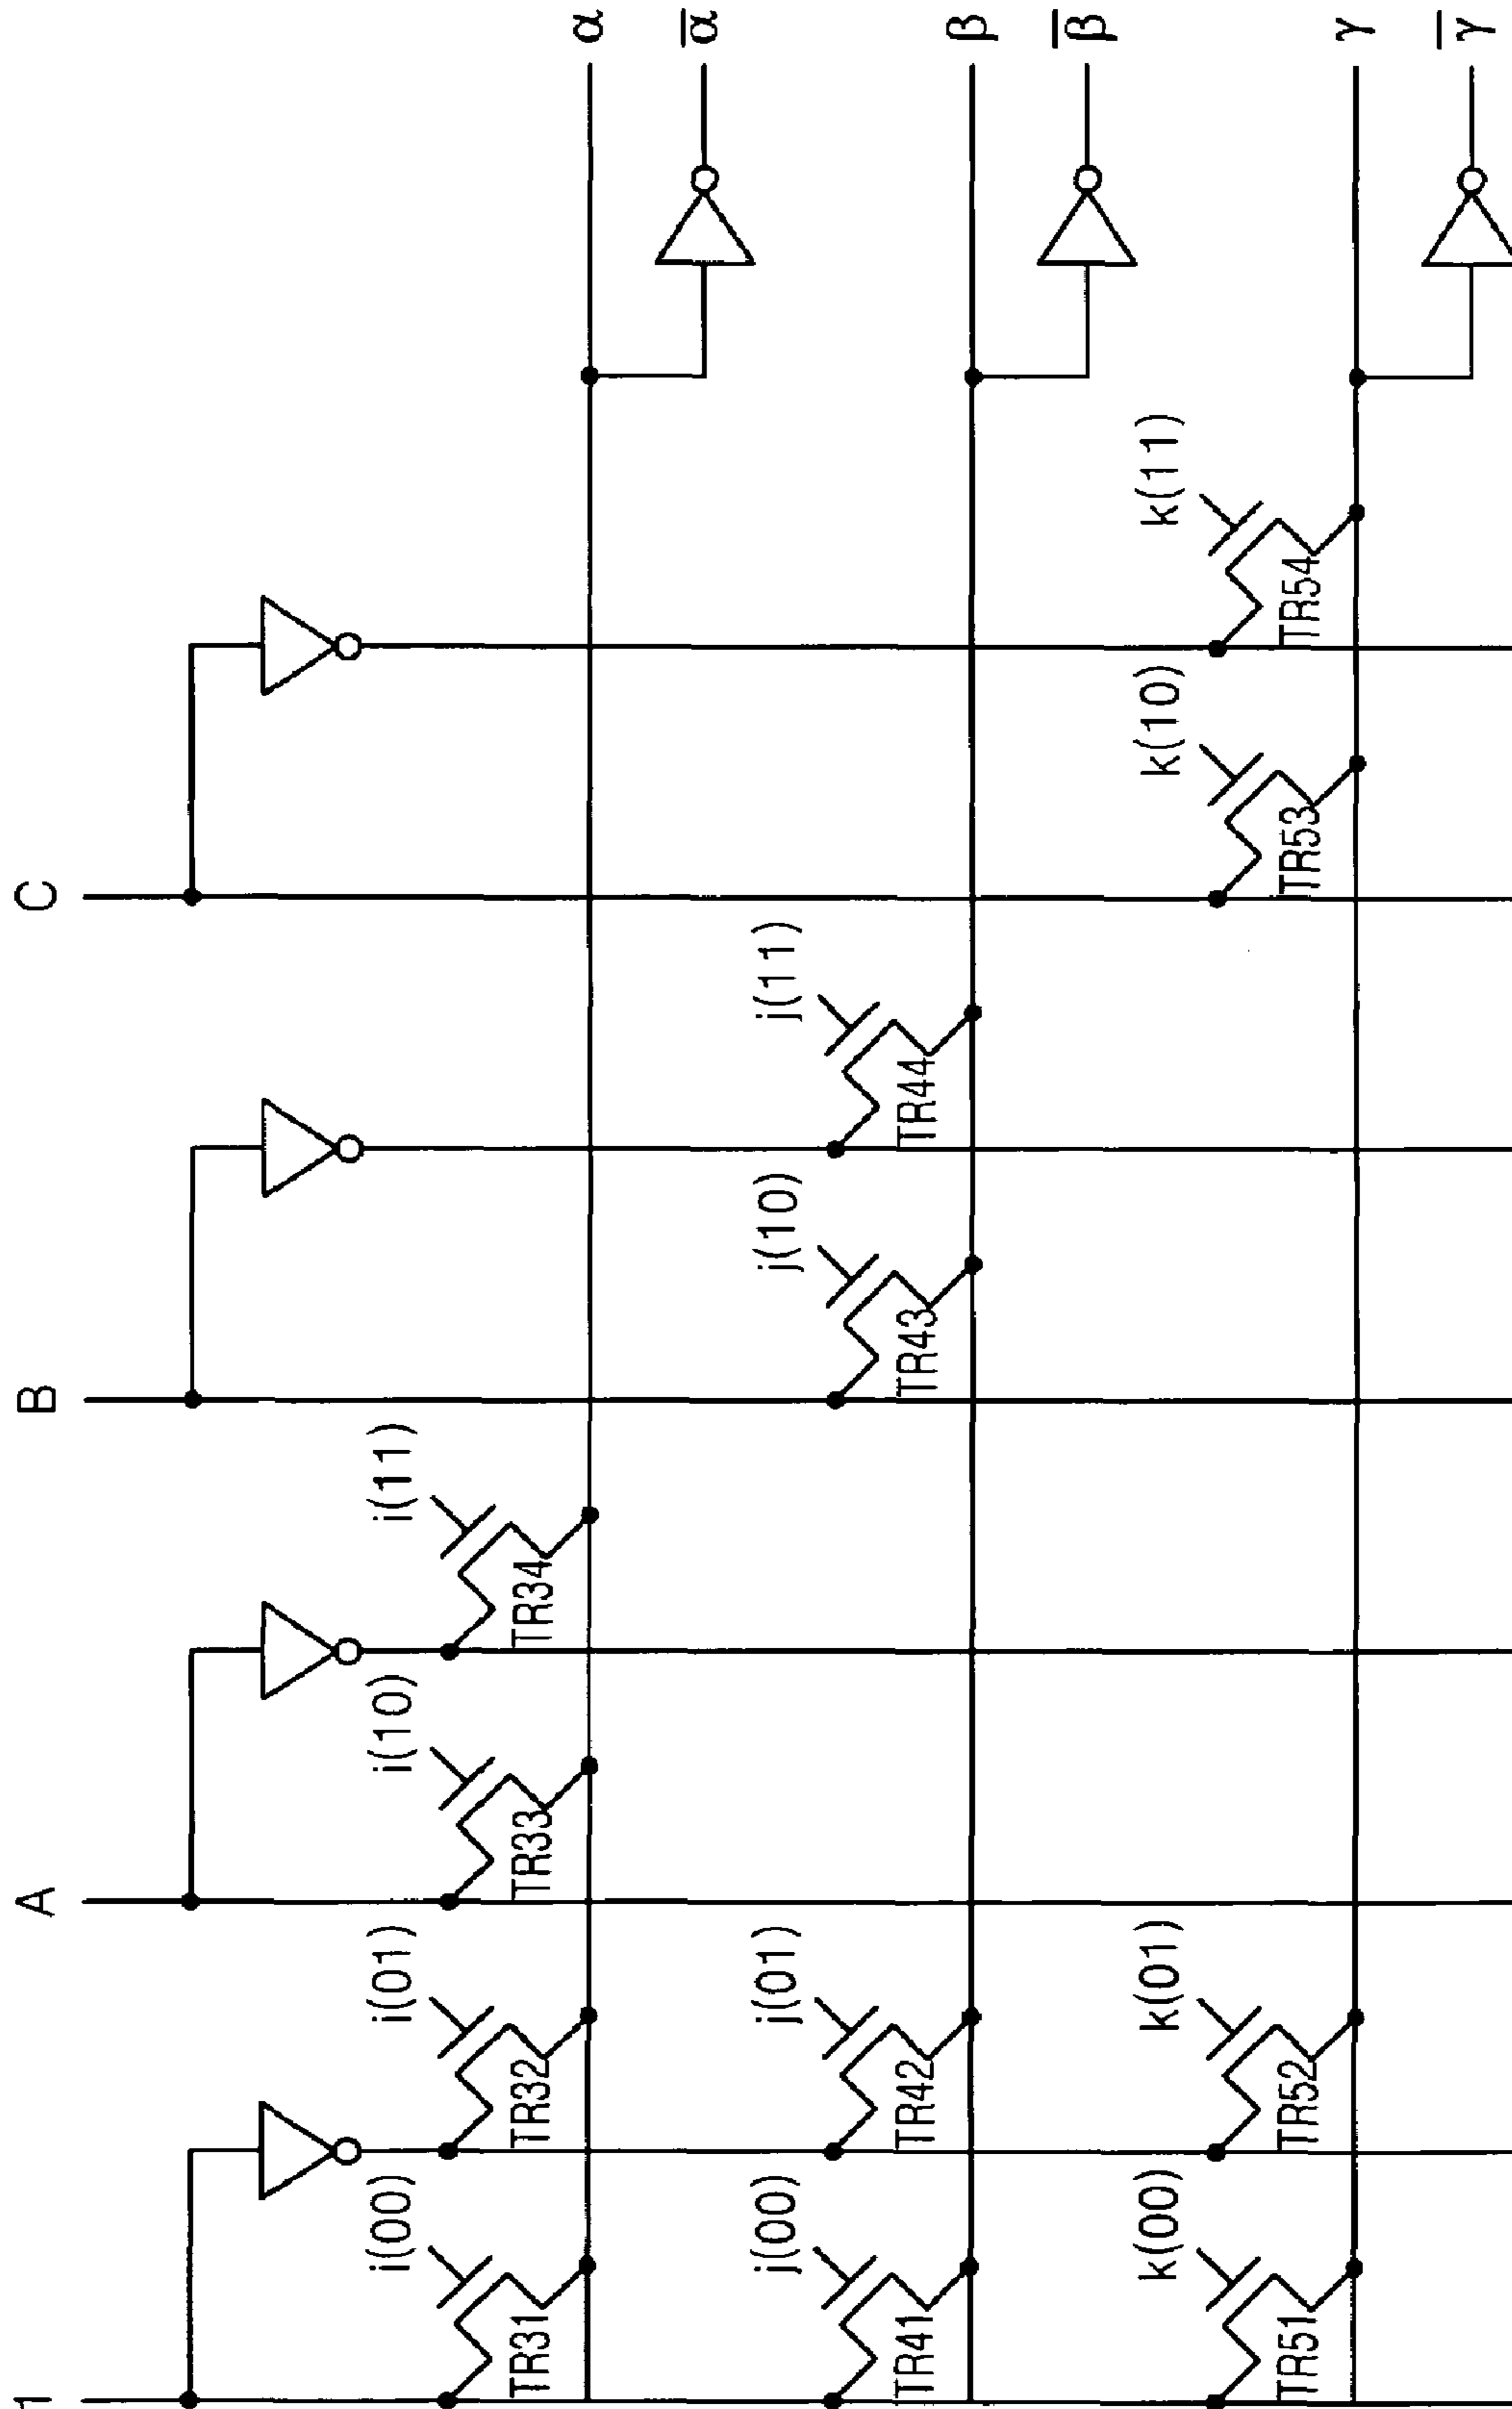 1
A
B
C
i(00)
TR31
i(01)
TR32
i(10)
TR33
i(11)
TR34
α
α̅
j(00)
TR41
j(01)
TR42
j(10)
TR43
j(11)
TR44
β
β̅
k(00)
TR51
k(01)
TR52
k(10)
TR53
k(11)
TR54
γ
γ̅